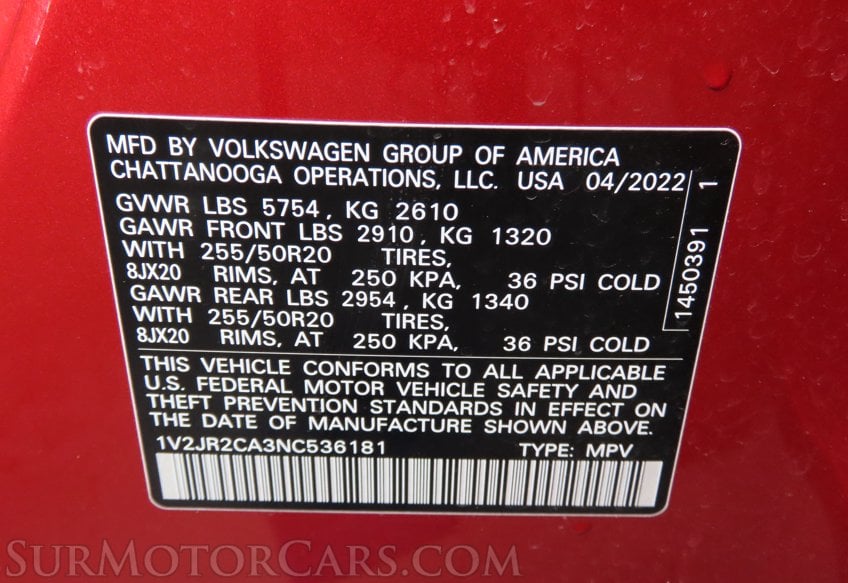 MFD BY VOLKSWAGEN GROUP OF AMERICA
CHATTANOOGA OPERATIONS, LLC. USA 04/2022
GVWR LBS 5754, KG 2610
GAWR FRONT LBS 2910, KG 1320
WITH 255/50R20 TIRES,
8JX20 RIMS, AT 250 KPA, 36 PSI COLD
GAWR REAR LBS 2954, KG 1340
WITH 255/50R20 TIRES,
8JX20 RIMS, AT 250 KPA, 36 PSI COLD
1450391 1
THIS VEHICLE CONFORMS TO ALL APPLICABLE
U.S. FEDERAL MOTOR VEHICLE SAFETY AND
THEFT PREVENTION STANDARDS IN EFFECT ON
THE DATE OF MANUFACTURE SHOWN ABOVE.
1V2JR2CA3NC536181 TYPE: MPV
SURMOTORCARS.COM